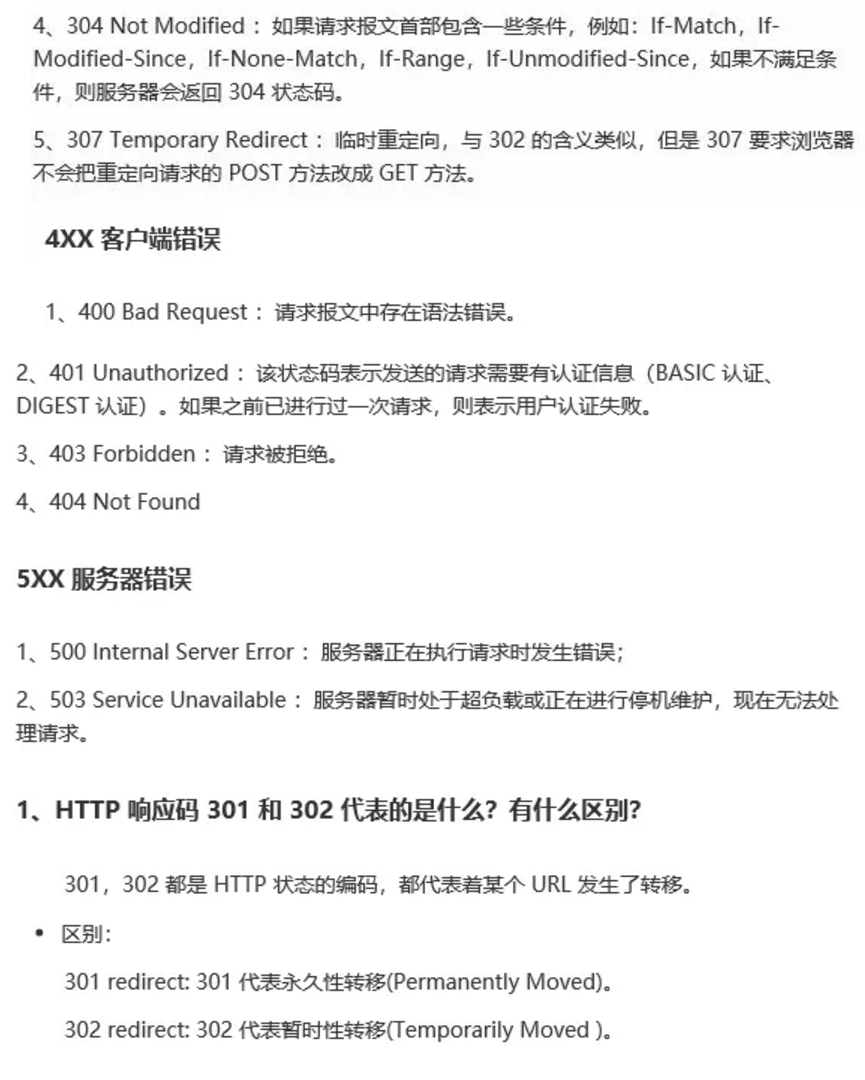 4、304 Not Modified ：如果请求报文首部包含一些条件，例如：If-Match，If-
Modified-Since，If-None-Match，If-Range，If-Unmodified-Since，如果不满足条
件，则服务器会返回 304 状态码。
5、307 Temporary Redirect ：临时重定向，与 302 的含义类似，但是 307 要求浏览器
不会把重定向请求的 POST 方法改成 GET 方法。
4XX 客户端错误
1、400 Bad Request ：请求报文中存在语法错误。
2、401 Unauthorized ：该状态码表示发送的请求需要有认证信息（BASIC 认证、
DIGEST 认证）。如果之前已进行过一次请求，则表示用户认证失败。
3、403 Forbidden ：请求被拒绝。
4、404 Not Found
5XX 服务器错误
1、500 Internal Server Error ：服务器正在执行请求时发生错误；
2、503 Service Unavailable ：服务器暂时处于超负载或正在进行停机维护，现在无法处
理请求。
1、HTTP 响应码 301 和 302 代表的是什么？有什么区别？
301，302 都是 HTTP 状态的编码，都代表着某个 URL 发生了转移。
• 区别：
301 redirect: 301 代表永久性转移(Permanently Moved)。
302 redirect: 302 代表暂时性转移(Temporarily Moved )。